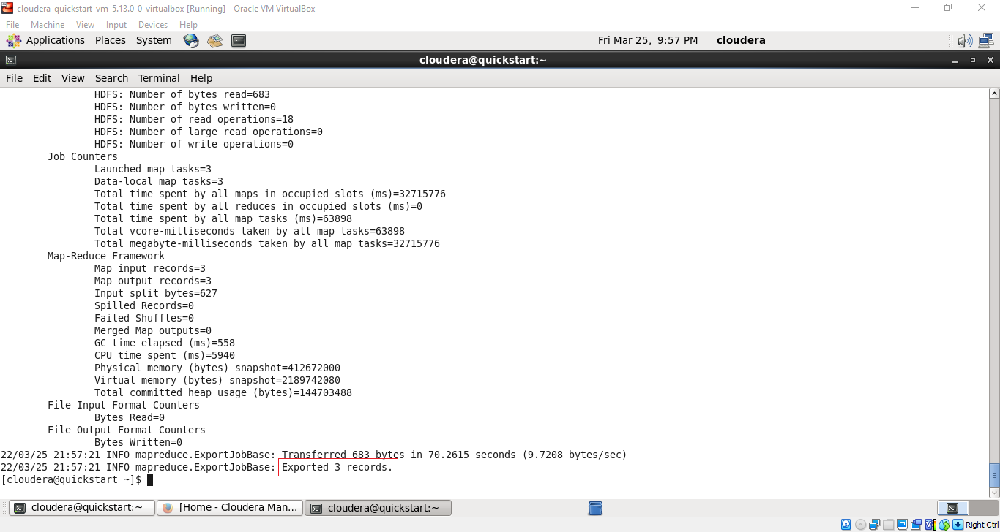 cloudera-quickstart-vm-5.13.0-0-virtualbox [Running] - Oracle VM VirtualBox
File Machine View Input Devices Help
Applications Places System Fri Mar 25, 9:57 PM cloudera
cloudera@quickstart:~
File Edit View Search Terminal Help
HDFS: Number of bytes read=683
HDFS: Number of bytes written=0
HDFS: Number of read operations=18
HDFS: Number of large read operations=0
HDFS: Number of write operations=0
Job Counters
Launched map tasks=3
Data-local map tasks=3
Total time spent by all maps in occupied slots (ms)=32715776
Total time spent by all reduces in occupied slots (ms)=0
Total time spent by all map tasks (ms)=63898
Total vcore-milliseconds taken by all map tasks=63898
Total megabyte-milliseconds taken by all map tasks=32715776
Map-Reduce Framework
Map input records=3
Map output records=3
Input split bytes=627
Spilled Records=0
Failed Shuffles=0
Merged Map outputs=0
GC time elapsed (ms)=558
CPU time spent (ms)=5940
Physical memory (bytes) snapshot=412672000
Virtual memory (bytes) snapshot=2189742080
Total committed heap usage (bytes)=144703488
File Input Format Counters
Bytes Read=0
File Output Format Counters
Bytes Written=0
22/03/25 21:57:21 INFO mapreduce.ExportJobBase: Transferred 683 bytes in 70.2615 seconds (9.7208 bytes/sec)
22/03/25 21:57:21 INFO mapreduce.ExportJobBase: Exported 3 records.
[cloudera@quickstart ~]$
cloudera@quickstart:~ [Home - Cloudera Man... cloudera@quickstart:~
Right Ctrl